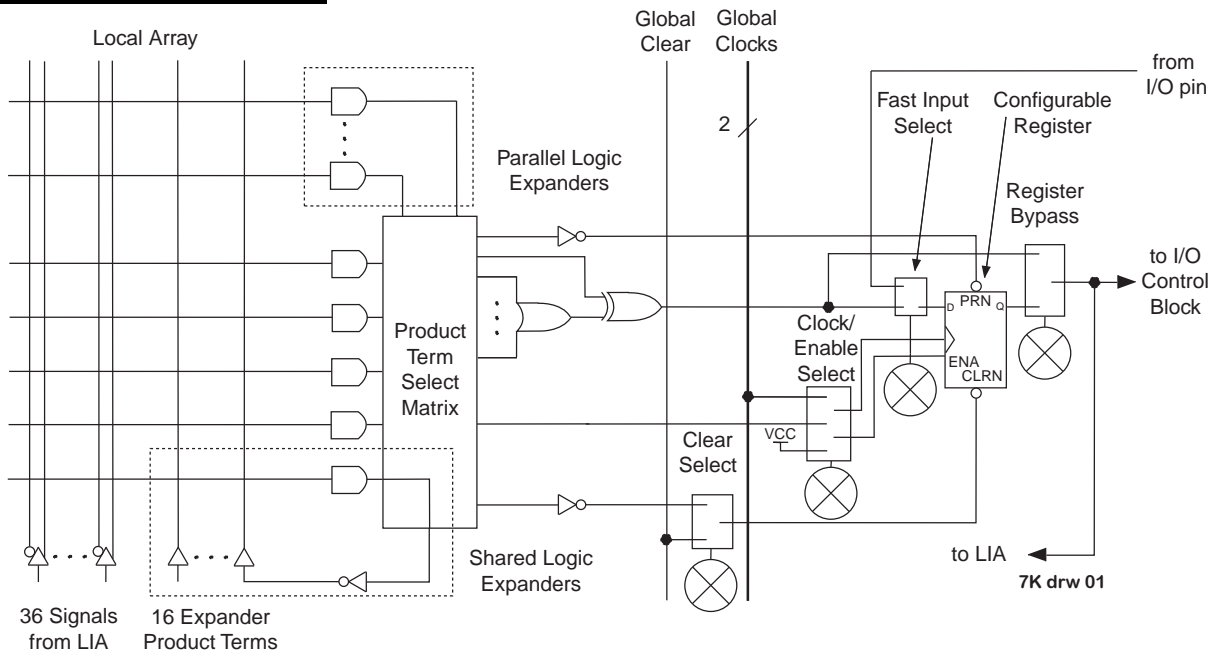 Local Array
Global
Clear
Global
Clocks
from
I/O pin
Fast Input
Select
Configurable
Register
2
Parallel Logic
Expanders
Register
Bypass
to I/O
Control
Block
PRN
D
Q
Product
Term
Select
Matrix
Clock/
Enable
Select
ENA
CLRN
VCC
Clear
Select
Shared Logic
Expanders
to LIA
7K drw 01
36 Signals
from LIA
16 Expander
Product Terms